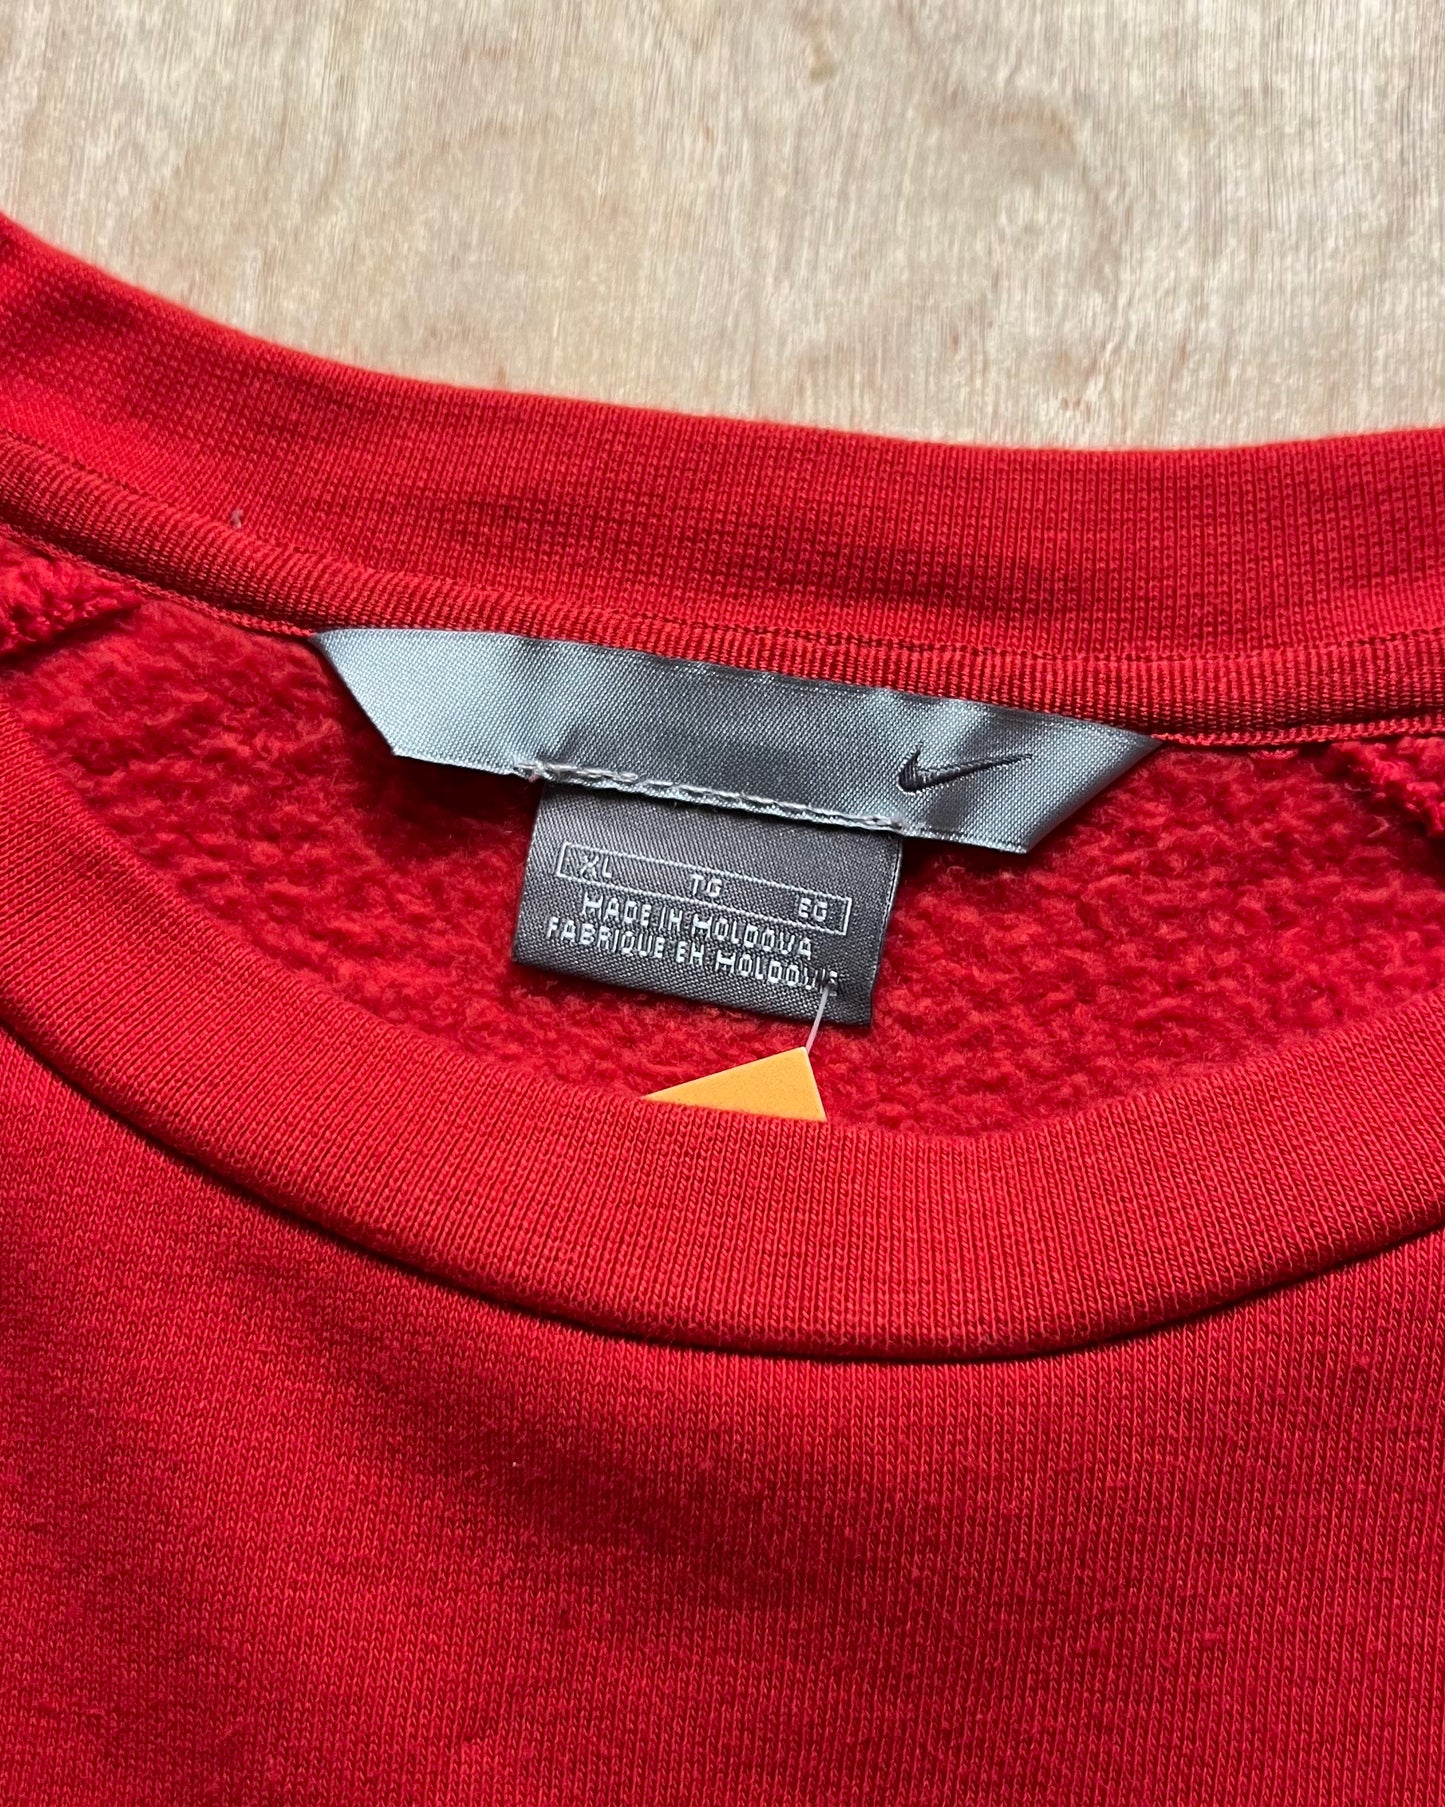 XL TG EG
MADE IN MOLDOVA
FABRIQUE EN MOLDOVIE